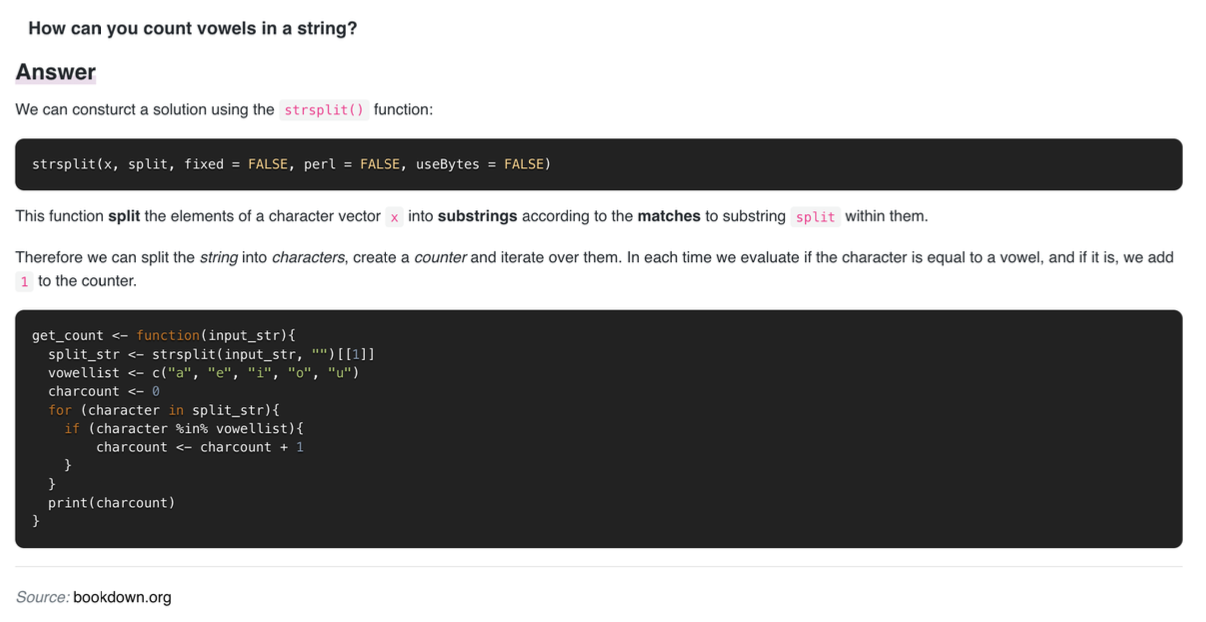 How can you count vowels in a string?
Answer
We can consturct a solution using the strsplit() function:
strsplit(x, split, fixed = FALSE, perl = FALSE, useBytes = FALSE)
This function split the elements of a character vector x into substrings according to the matches to substring split within them.
Therefore we can split the string into characters, create a counter and iterate over them. In each time we evaluate if the character is equal to a vowel, and if it is, we add
1 to the counter.
get_count <- function(input_str){
  split_str <- strsplit(input_str, "")[[1]]
  vowellist <- c("a", "e", "i", "o", "u")
  charcount <- 0
  for (character in split_str){
    if (character %in% vowellist){
        charcount <- charcount + 1
    }
  }
  print(charcount)
}
Source: bookdown.org